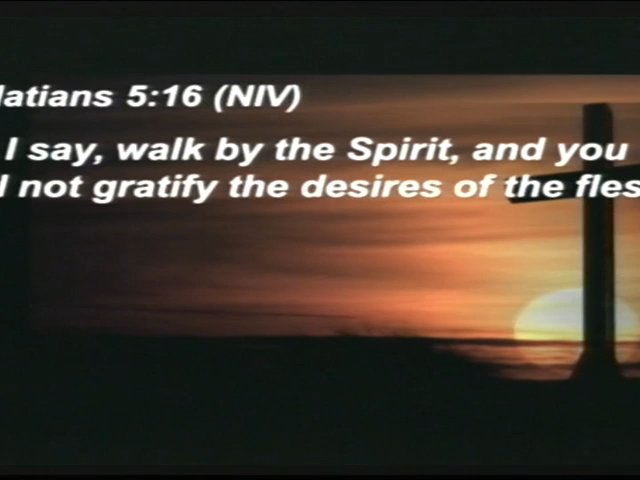 latians 5:16 (NIV)
I say, walk by the Spirit, and you
l not gratify the desires of the fles